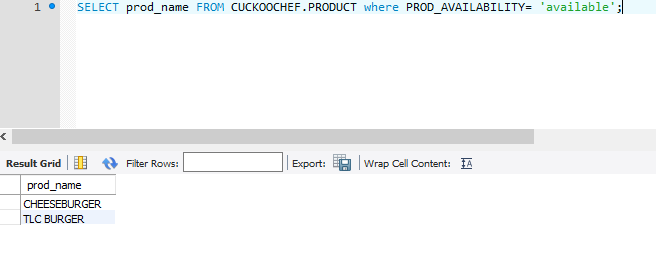 1 SELECT prod_name FROM CUCKOOCHEF.PRODUCT where PROD_AVAILABILITY= 'available';
Result Grid Filter Rows: Export: Wrap Cell Content:
prod_name
CHEESEBURGER
TLC BURGER